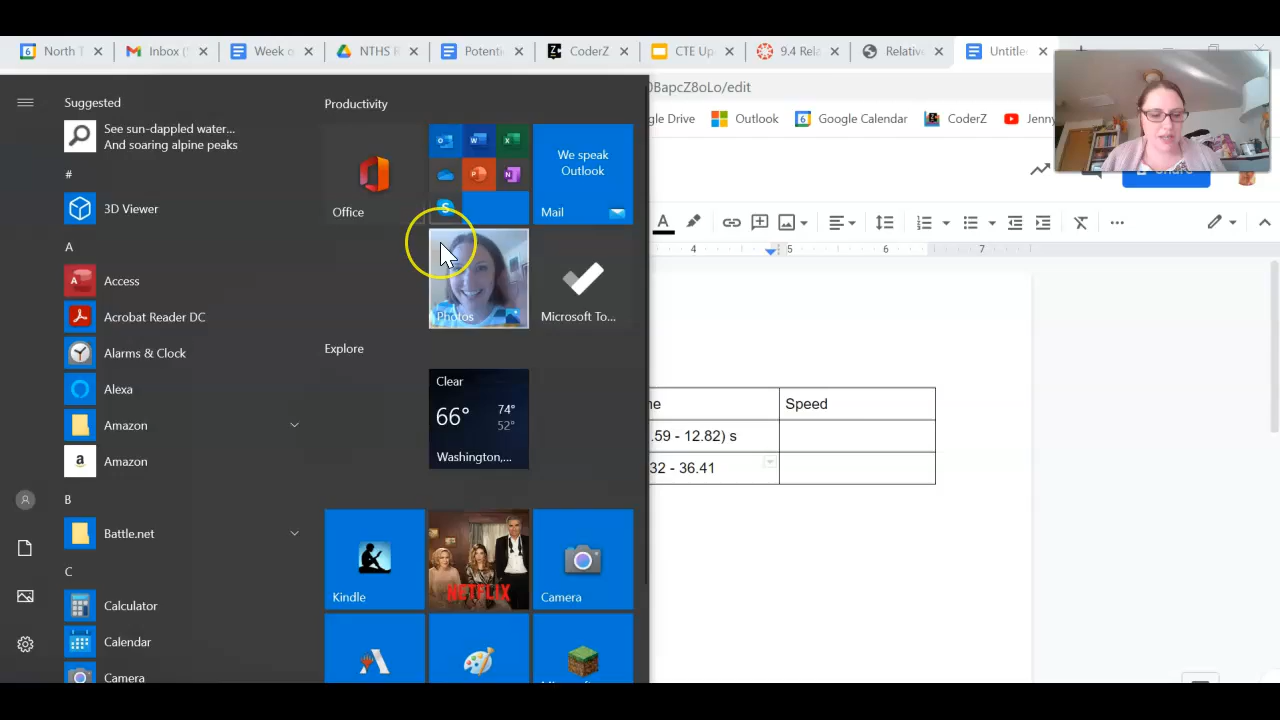 North T
Inbox (
Week o
NTHS R
Potenti
CoderZ
CTE Up
9.4 Rela
Relative
Untitle
0BapcZ8oLo/edit
gle Drive
Outlook
Google Calendar
CoderZ
Jenny
Share
Suggested
See sun-dappled water...
And soaring alpine peaks
#
3D Viewer
A
Access
Acrobat Reader DC
Alarms & Clock
Alexa
Amazon
Amazon
B
Battle.net
C
Calculator
Calendar
Camera
Productivity
Office
We speak
Outlook
Mail
Photos
Microsoft To...
Explore
Clear
66° 74°
52°
Washington,...
Kindle
NETFLIX
Camera
4 5 6 7
me Speed
.59 - 12.82) s
32 - 36.41